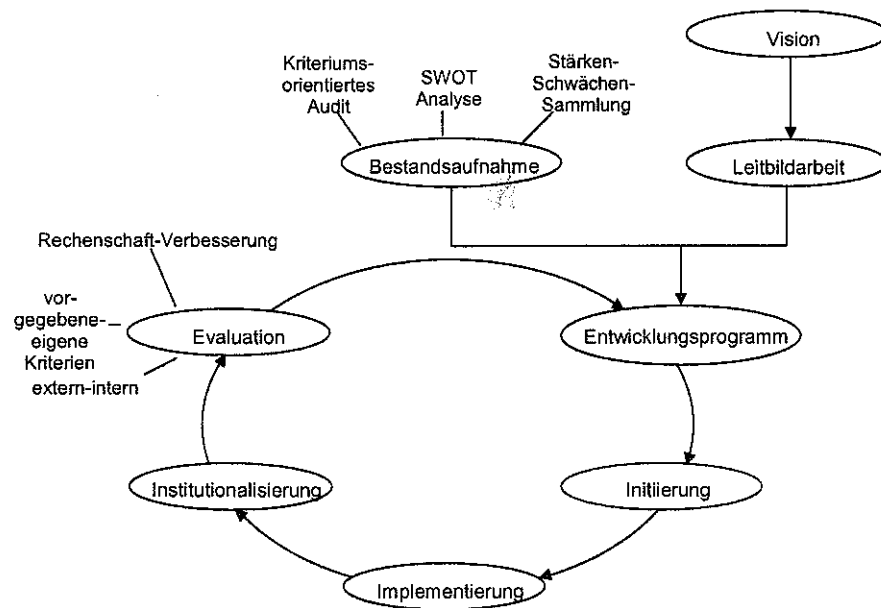 Vision
Kriteriums-
orientiertes
Audit
SWOT
Analyse
Stärken-
Schwächen-
Sammlung
Bestandsaufnahme
Leitbildarbeit
Rechenschaft-Verbesserung
vor-
gegebene-
eigene
Kriterien
extern-intern
Evaluation
Entwicklungsprogramm
Institutionalisierung
Initiierung
Implementierung